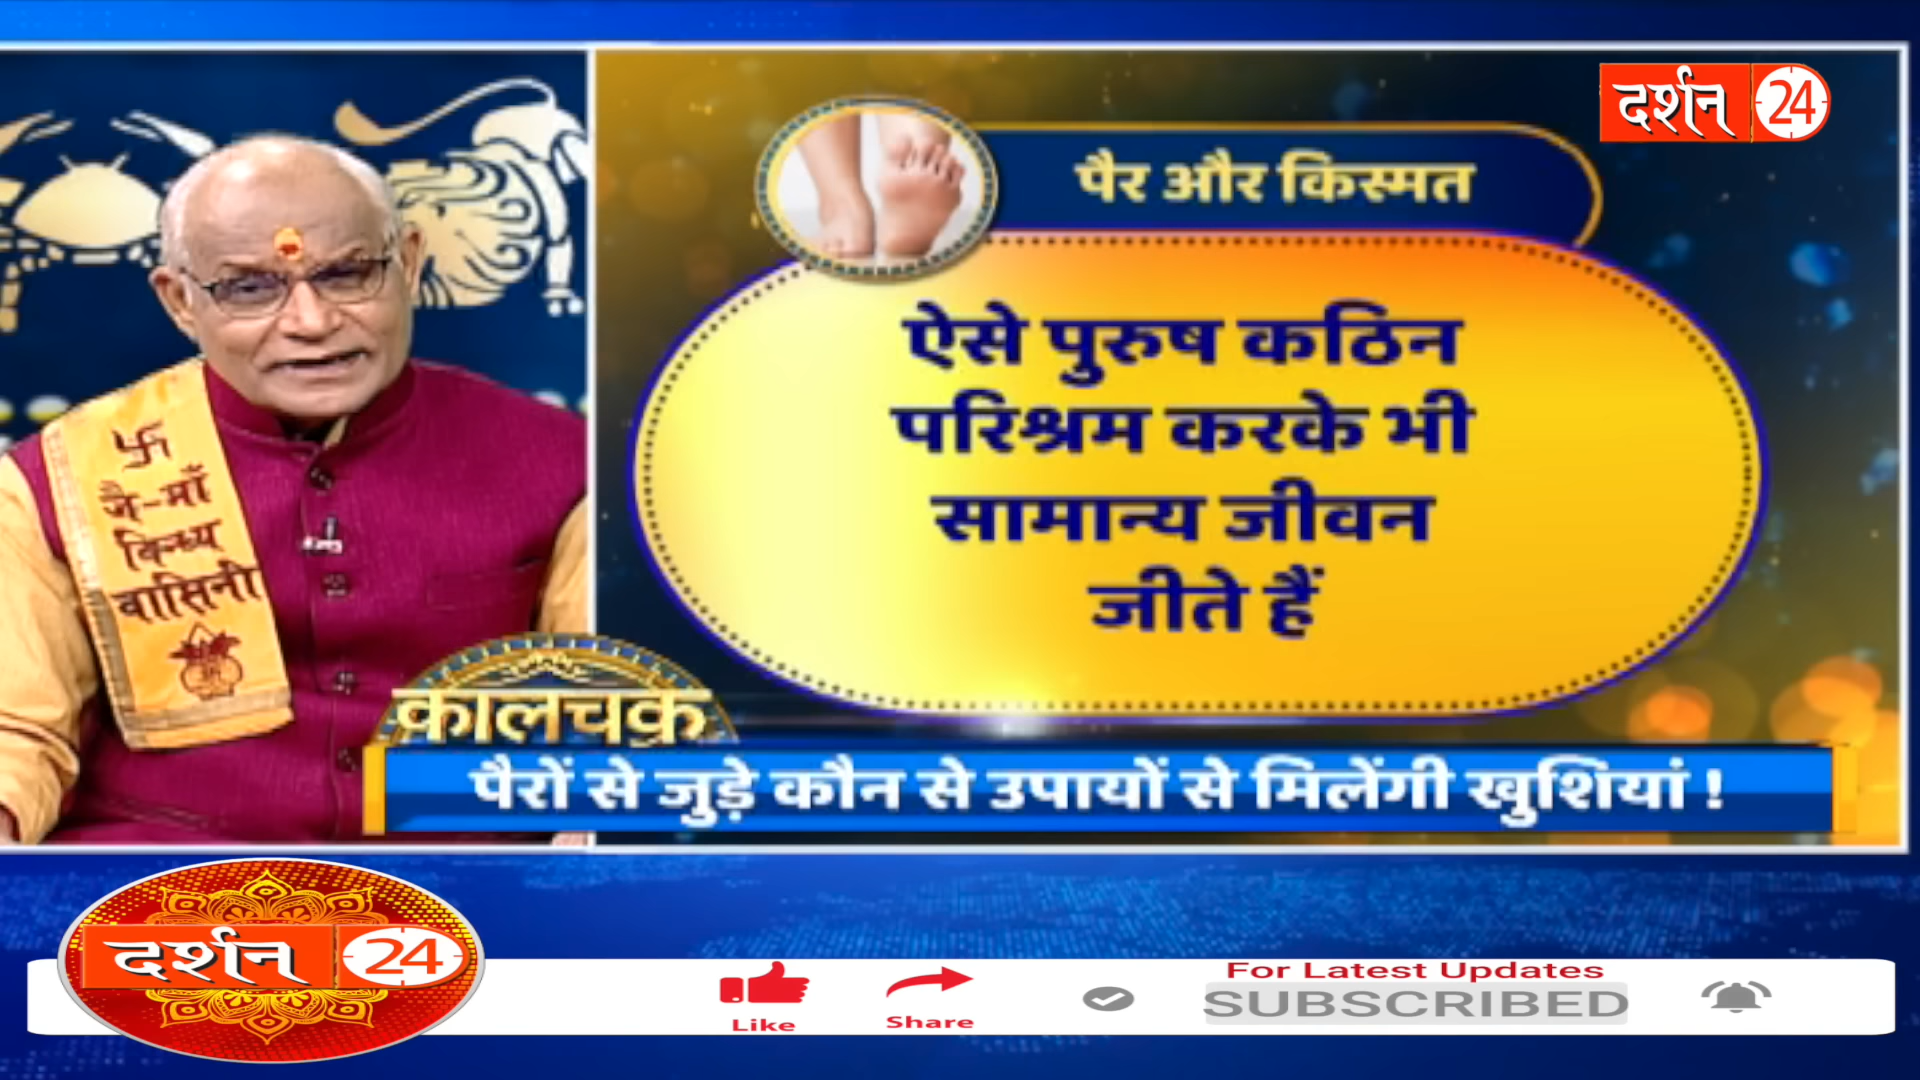 दर्शन 24
पैर और किस्मत
ऐसे पुरुष कठिन
परिश्रम करके भी
सामान्य जीवन
जीते हैं
जै-माँ
विन्ध्य
वासिनी
कालचक्र
पैरों से जुड़े कौन से उपायों से मिलेंगी खुशियां !
दर्शन 24
Like
Share
For Latest Updates
SUBSCRIBED